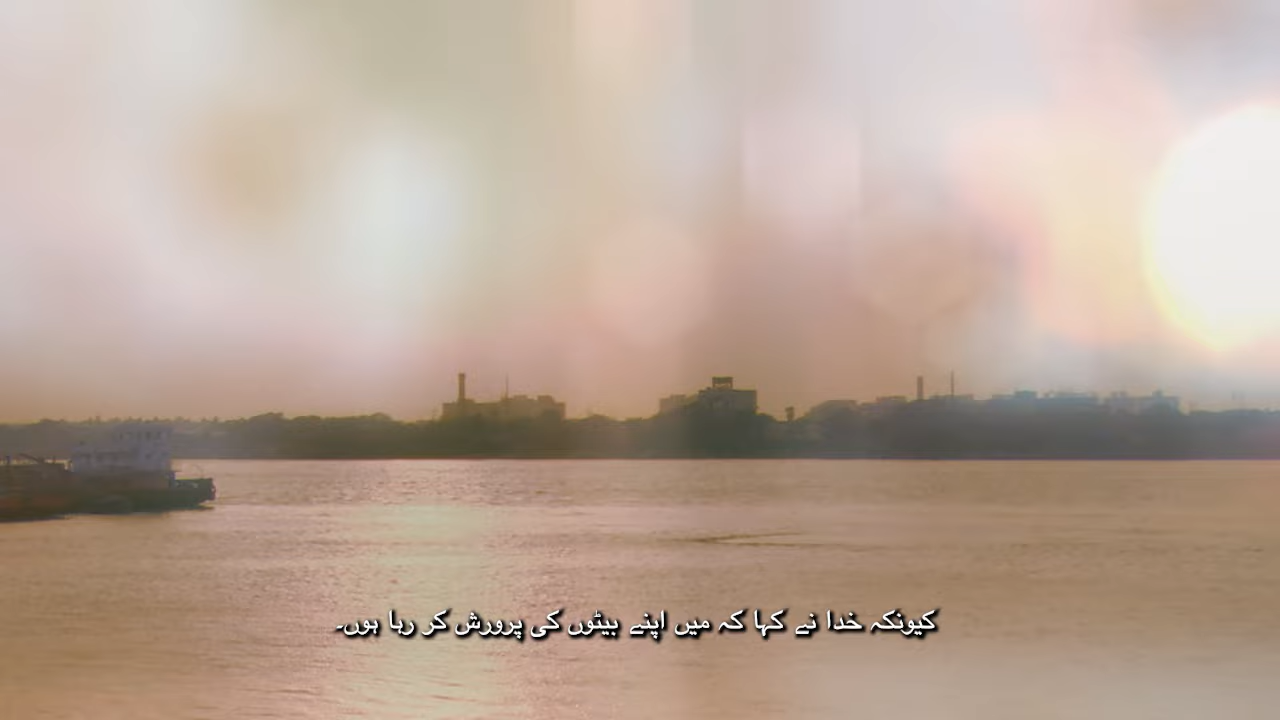 کیونکہ خدا نے کہا کہ میں اپنے بیٹوں کی پرورش کر رہا ہوں۔